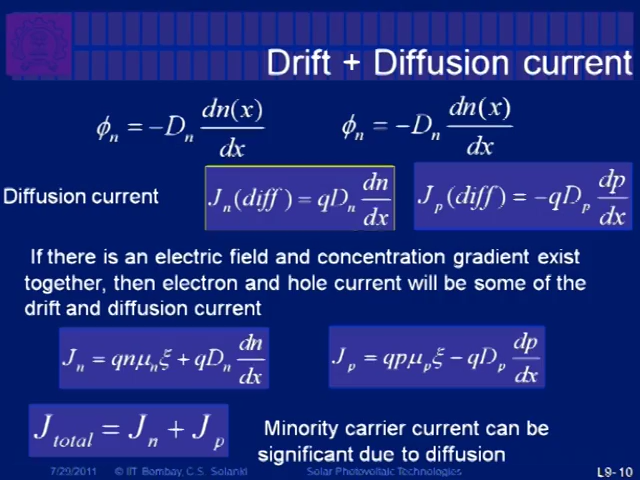 Drift + Diffusion current
ϕₙ = −Dₙ dn(x)/dx    ϕₙ = −Dₙ dn(x)/dx
Diffusion current    Jₙ(diff) = qDₙ dn/dx    Jₚ(diff) = −qDₚ dp/dx
If there is an electric field and concentration gradient exist
together, then electron and hole current will be some of the
drift and diffusion current
Jₙ = qnμₙξ + qDₙ dn/dx    Jₚ = qpμₚξ − qDₚ dp/dx
J_total = Jₙ + Jₚ    Minority carrier current can be
significant due to diffusion
7/29/2011    © IIT Bombay, C.S. Solanki    Solar Photovoltaic Technologies    L9- 10